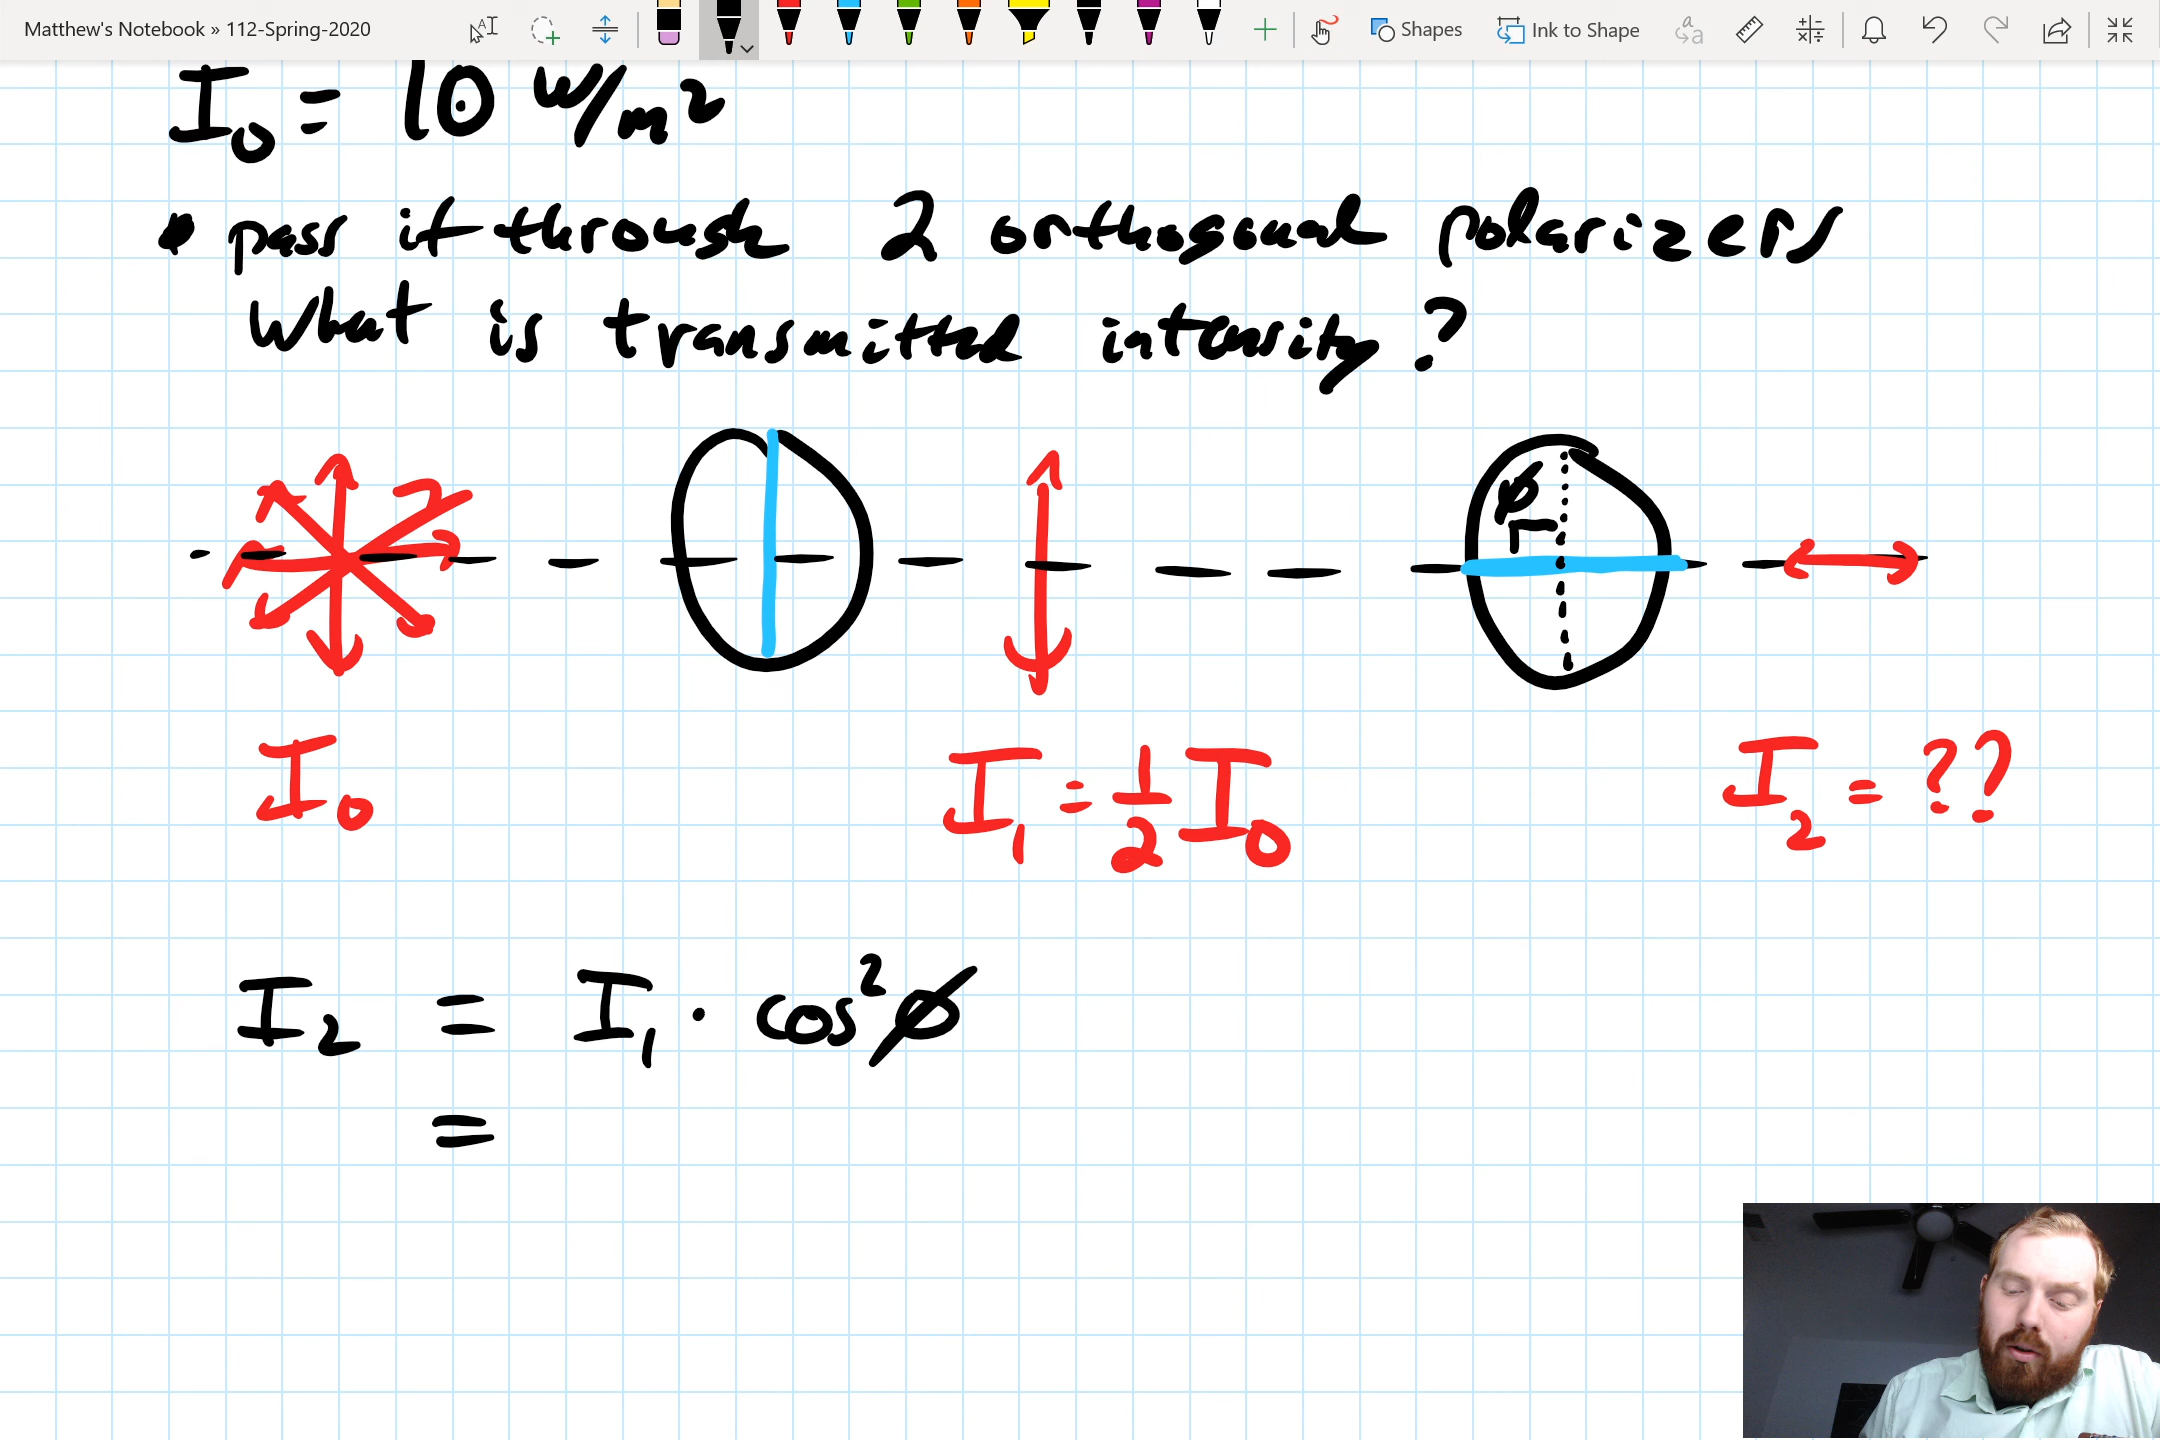 Matthew's Notebook » 112-Spring-2020 Shapes Ink to Shape
I₀ = 10 W/m²
• pass it through 2 orthogonal polarizers
What is transmitted intensity?
ϕ
I₀ I₁ = ½ I₀ I₂ = ??
I₂ = I₁ · cos²ϕ
=